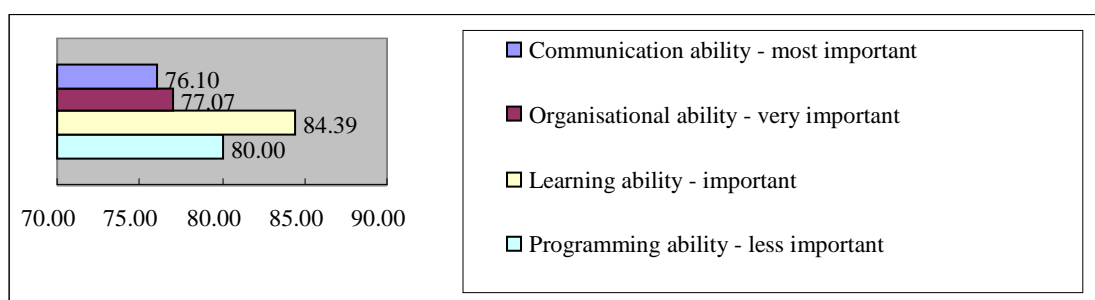 76.10
77.07
84.39
80.00
70.00 75.00 80.00 85.00 90.00
Communication ability - most important
Organisational ability - very important
Learning ability - important
Programming ability - less important